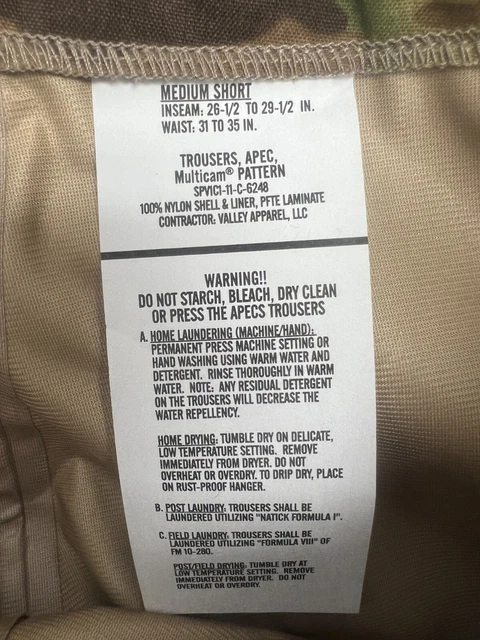 MEDIUM SHORT
INSEAM: 26-1/2 TO 29-1/2 IN.
WAIST: 31 TO 35 IN.
TROUSERS, APEC,
Multicam® PATTERN
SPVIC1-11-C-6248
100% NYLON SHELL & LINER, PFTE LAMINATE
CONTRACTOR: VALLEY APPAREL, LLC
WARNING!!
DO NOT STARCH, BLEACH, DRY CLEAN
OR PRESS THE APECS TROUSERS
A. HOME LAUNDERING (MACHINE/HAND):
PERMANENT PRESS MACHINE SETTING OR
HAND WASHING USING WARM WATER AND
DETERGENT. RINSE THOROUGHLY IN WARM
WATER. NOTE: ANY RESIDUAL DETERGENT
ON THE TROUSERS WILL DECREASE THE
WATER REPELLENCY.
HOME DRYING: TUMBLE DRY ON DELICATE,
LOW TEMPERATURE SETTING. REMOVE
IMMEDIATELY FROM DRYER. DO NOT
OVERHEAT OR OVERDRY. TO DRIP DRY, PLACE
ON RUST-PROOF HANGER.
B. POST LAUNDRY: TROUSERS SHALL BE
LAUNDERED UTILIZING "NATICK FORMULA I".
C. FIELD LAUNDRY: TROUSERS SHALL BE
LAUNDERED UTILIZING "FORMULA VIII" OF
FM 10-280.
POST/FIELD DRYING: TUMBLE DRY AT
LOW TEMPERATURE SETTING. REMOVE
IMMEDIATELY FROM DRYER. DO NOT
OVERHEAT OR OVERDRY.